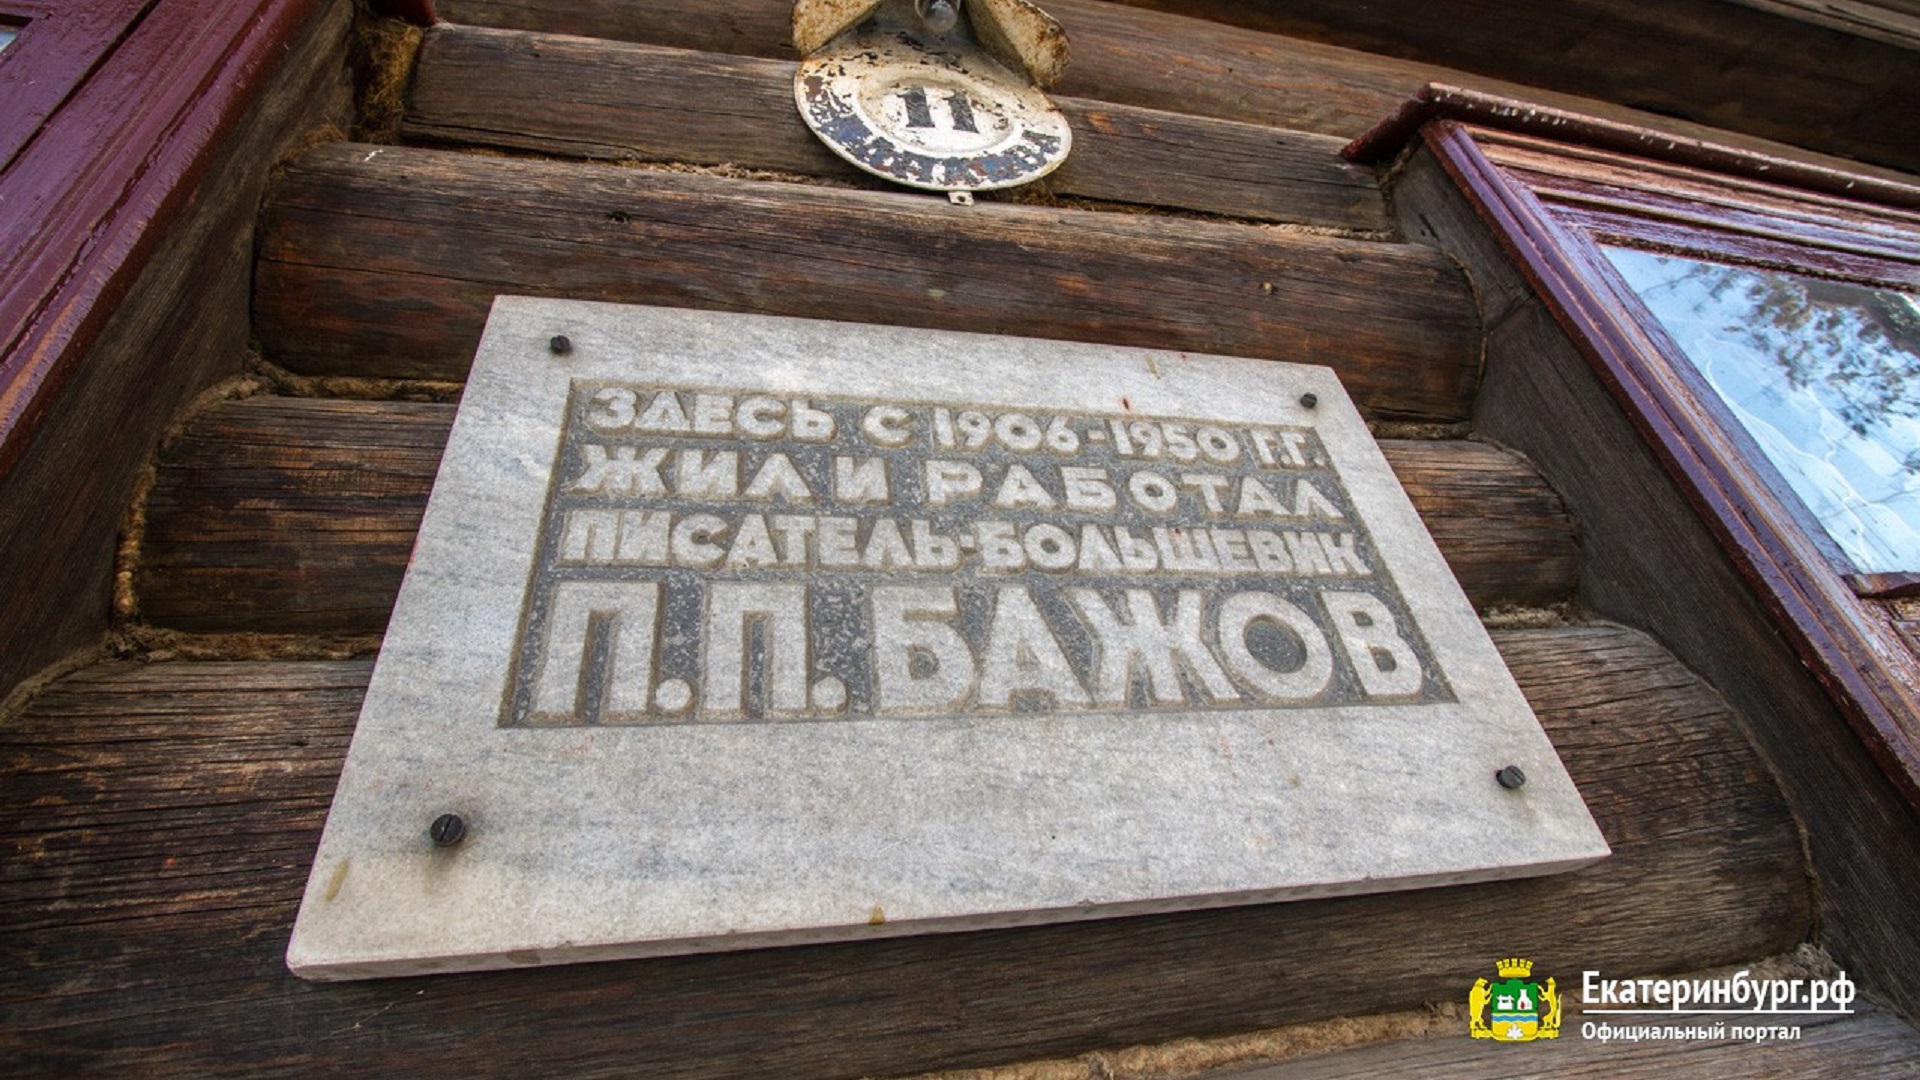 11
ЗДЕСЬ С 1906-1950 Г.Г.
ЖИЛ И РАБОТАЛ
ПИСАТЕЛЬ-БОЛЬШЕВИК
П.П. БАЖОВ
Екатеринбург.рф
Официальный портал